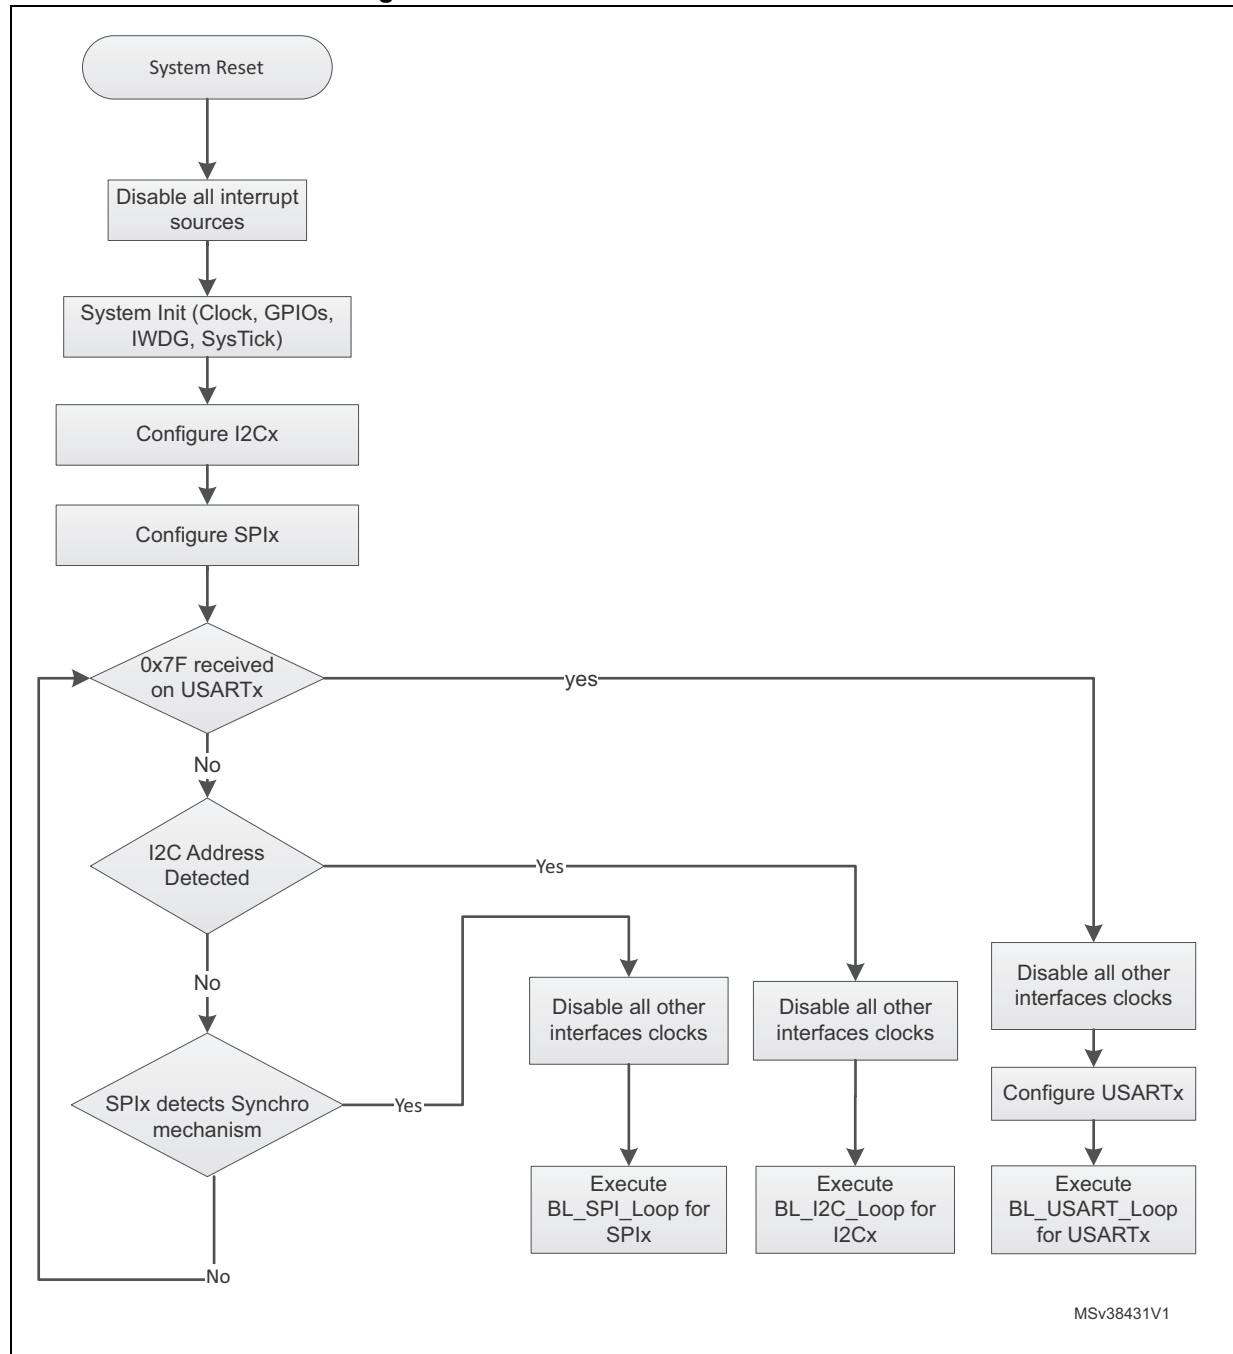 System Reset
Disable all interrupt
sources
System Init (Clock, GPIOs,
IWDG, SysTick)
Configure I2Cx
Configure SPIx
0x7F received
on USARTx
yes
No
I2C Address
Detected
Yes
No
SPIx detects Synchro
mechanism
Yes
No
Disable all other
interfaces clocks
Execute
BL_SPI_Loop for
SPIx
Disable all other
interfaces clocks
Execute
BL_I2C_Loop for
I2Cx
Disable all other
interfaces clocks
Configure USARTx
Execute
BL_USART_Loop
for USARTx
MSv38431V1